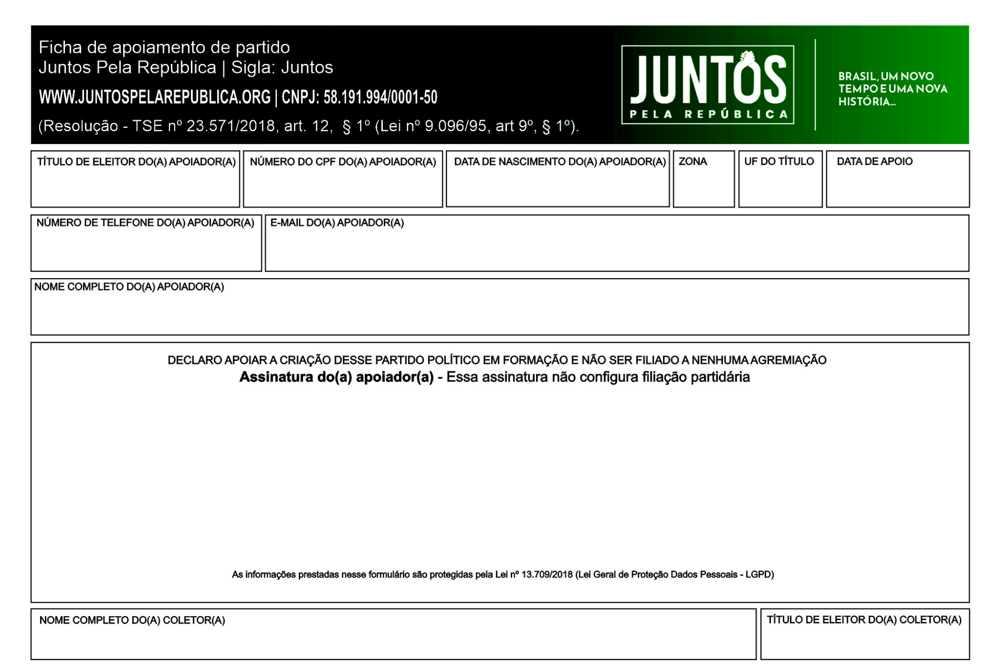 Ficha de apoiamento de partido
Juntos Pela República | Sigla: Juntos
WWW.JUNTOSPELAREPUBLICA.ORG | CNPJ: 58.191.994/0001-50
(Resolução - TSE nº 23.571/2018, art. 12, § 1º (Lei nº 9.096/95, art 9º, § 1º).
JUNTOS
PELA REPÚBLICA
BRASIL, UM NOVO
TEMPO E UMA NOVA
HISTÓRIA...
TÍTULO DE ELEITOR DO(A) APOIADOR(A)
NÚMERO DO CPF DO(A) APOIADOR(A)
DATA DE NASCIMENTO DO(A) APOIADOR(A)
ZONA
UF DO TÍTULO
DATA DE APOIO
NÚMERO DE TELEFONE DO(A) APOIADOR(A)
E-MAIL DO(A) APOIADOR(A)
NOME COMPLETO DO(A) APOIADOR(A)
DECLARO APOIAR A CRIAÇÃO DESSE PARTIDO POLÍTICO EM FORMAÇÃO E NÃO SER FILIADO A NENHUMA AGREMIAÇÃO
Assinatura do(a) apoiador(a) - Essa assinatura não configura filiação partidária
As informações prestadas nesse formulário são protegidas pela Lei nº 13.709/2018 (Lei Geral de Proteção Dados Pessoais - LGPD)
NOME COMPLETO DO(A) COLETOR(A)
TÍTULO DE ELEITOR DO(A) COLETOR(A)